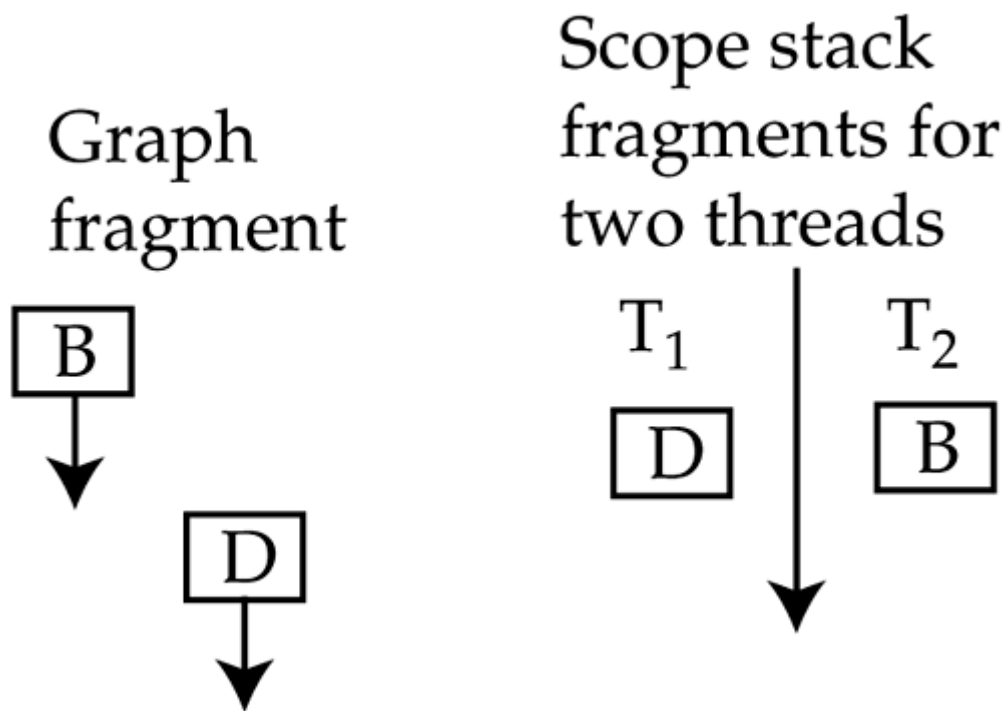 Graph
fragment
B
D
Scope stack
fragments for
two threads
T₁
T₂
D
B